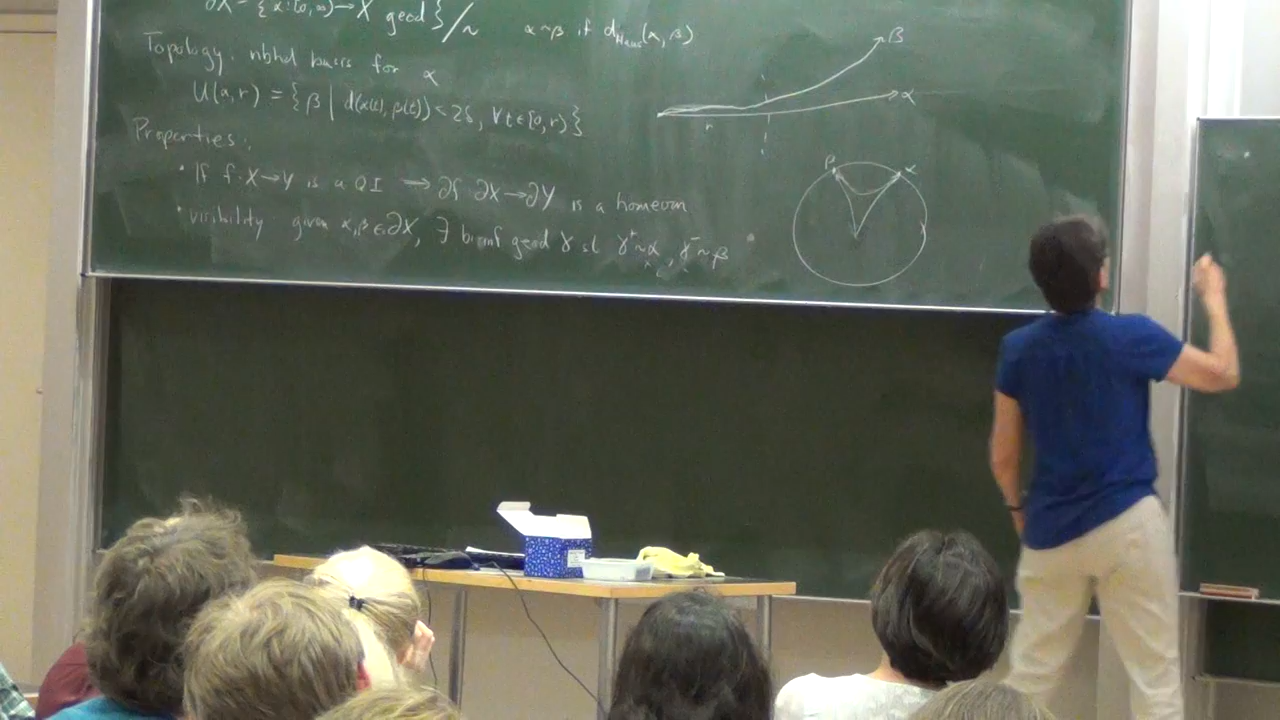 ∂X = {α:[0,∞)→X geod}/~ α~β if d_Haus(α, β)
Topology. nbhd basis for α
U(α,r) = {β | d(α(t), β(t)) < 2δ, ∀t∈[0,r)}
Properties:
• If f: X→Y is a QI ⟹ ∂f: ∂X→∂Y is a homeom
• visibility given α,β∈∂X, ∃ biinf geod γ st γ⁺~α, γ⁻~β
β
α
r
β α